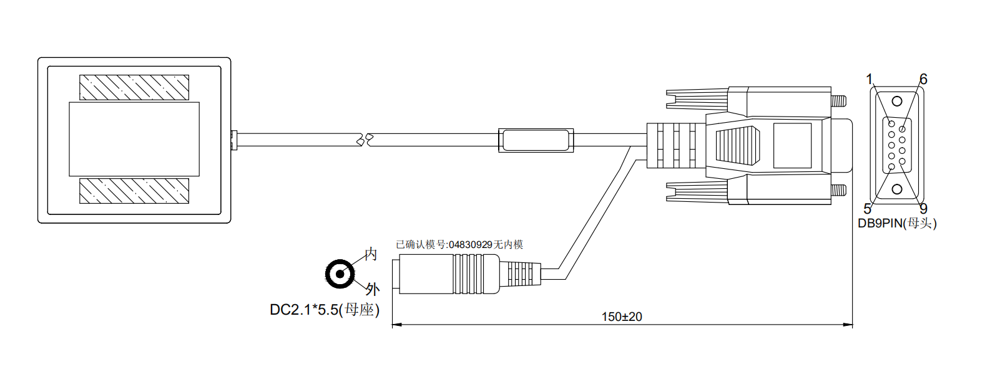 1 6
5 9
DB9PIN(母头)
已确认模号:04830929无内模
内
外
DC2.1*5.5(母座)
150±20